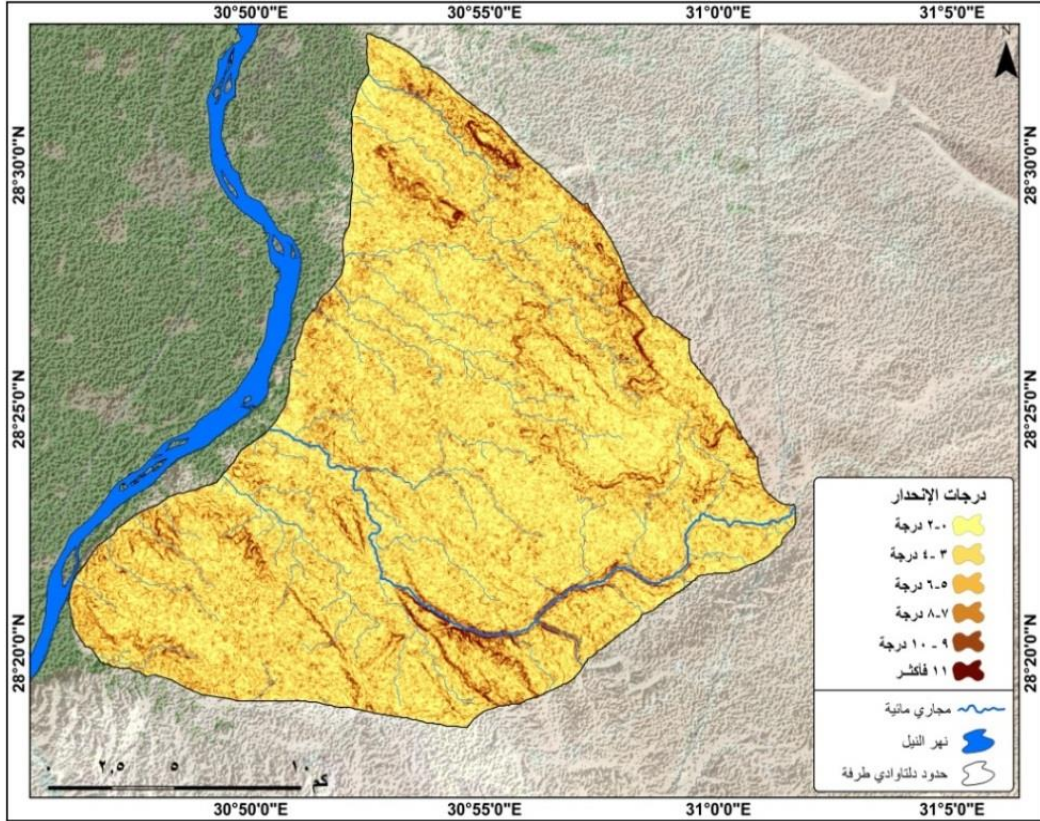 30°50'0"E 30°55'0"E 31°0'0"E 31°5'0"E
N
28°30'0"N 28°30'0"N
28°25'0"N 28°25'0"N
28°20'0"N 28°20'0"N
درجات الإنحدار
٠-٢ درجة
٣ -٤ درجة
٥-٦ درجة
٧-٨ درجة
٩ - ١٠ درجة
١١ فأكثر
مجاري مائية
نهر النيل
حدود دلتاوادي طرفة
٠ ٢,٥ ٥ ١٠ كم
30°50'0"E 30°55'0"E 31°0'0"E 31°5'0"E